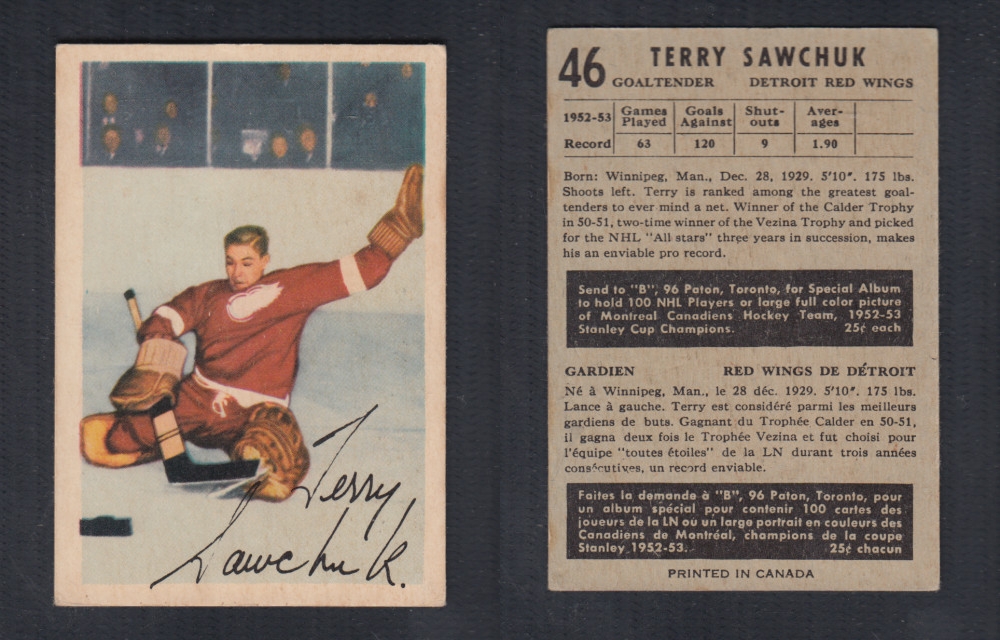 Terry
Sawchuk.
46 TERRY SAWCHUK
GOALTENDER DETROIT RED WINGS
1952-53 Games Played Goals Against Shut-outs Aver-ages
Record 63 120 9 1.90
Born: Winnipeg, Man., Dec. 28, 1929. 5'10". 175 lbs.
Shoots left. Terry is ranked among the greatest goal-
tenders to ever mind a net. Winner of the Calder Trophy
in 50-51, two-time winner of the Vezina Trophy and picked
for the NHL "All stars" three years in succession, makes
his an enviable pro record.
Send to "B", 96 Paton, Toronto, for Special Album
to hold 100 NHL Players or large full color picture
of Montreal Canadiens Hockey Team, 1952-53
Stanley Cup Champions. 25¢ each
GARDIEN RED WINGS DE DÉTROIT
Né à Winnipeg, Man., le 28 déc. 1929. 5'10". 175 lbs.
Lance à gauche. Terry est considéré parmi les meilleurs
gardiens de buts. Gagnant du Trophée Calder en 50-51,
il gagna deux fois le Trophée Vezina et fut choisi pour
l'équipe "toutes étoiles" de la LN durant trois années
consécutives, un record enviable.
Faites la demande à "B", 96 Paton, Toronto, pour
un album spécial pour contenir 100 cartes des
joueurs de la LN ou un large portrait en couleurs des
Canadiens de Montréal, champions de la coupe
Stanley 1952-53. 25¢ chacun
PRINTED IN CANADA